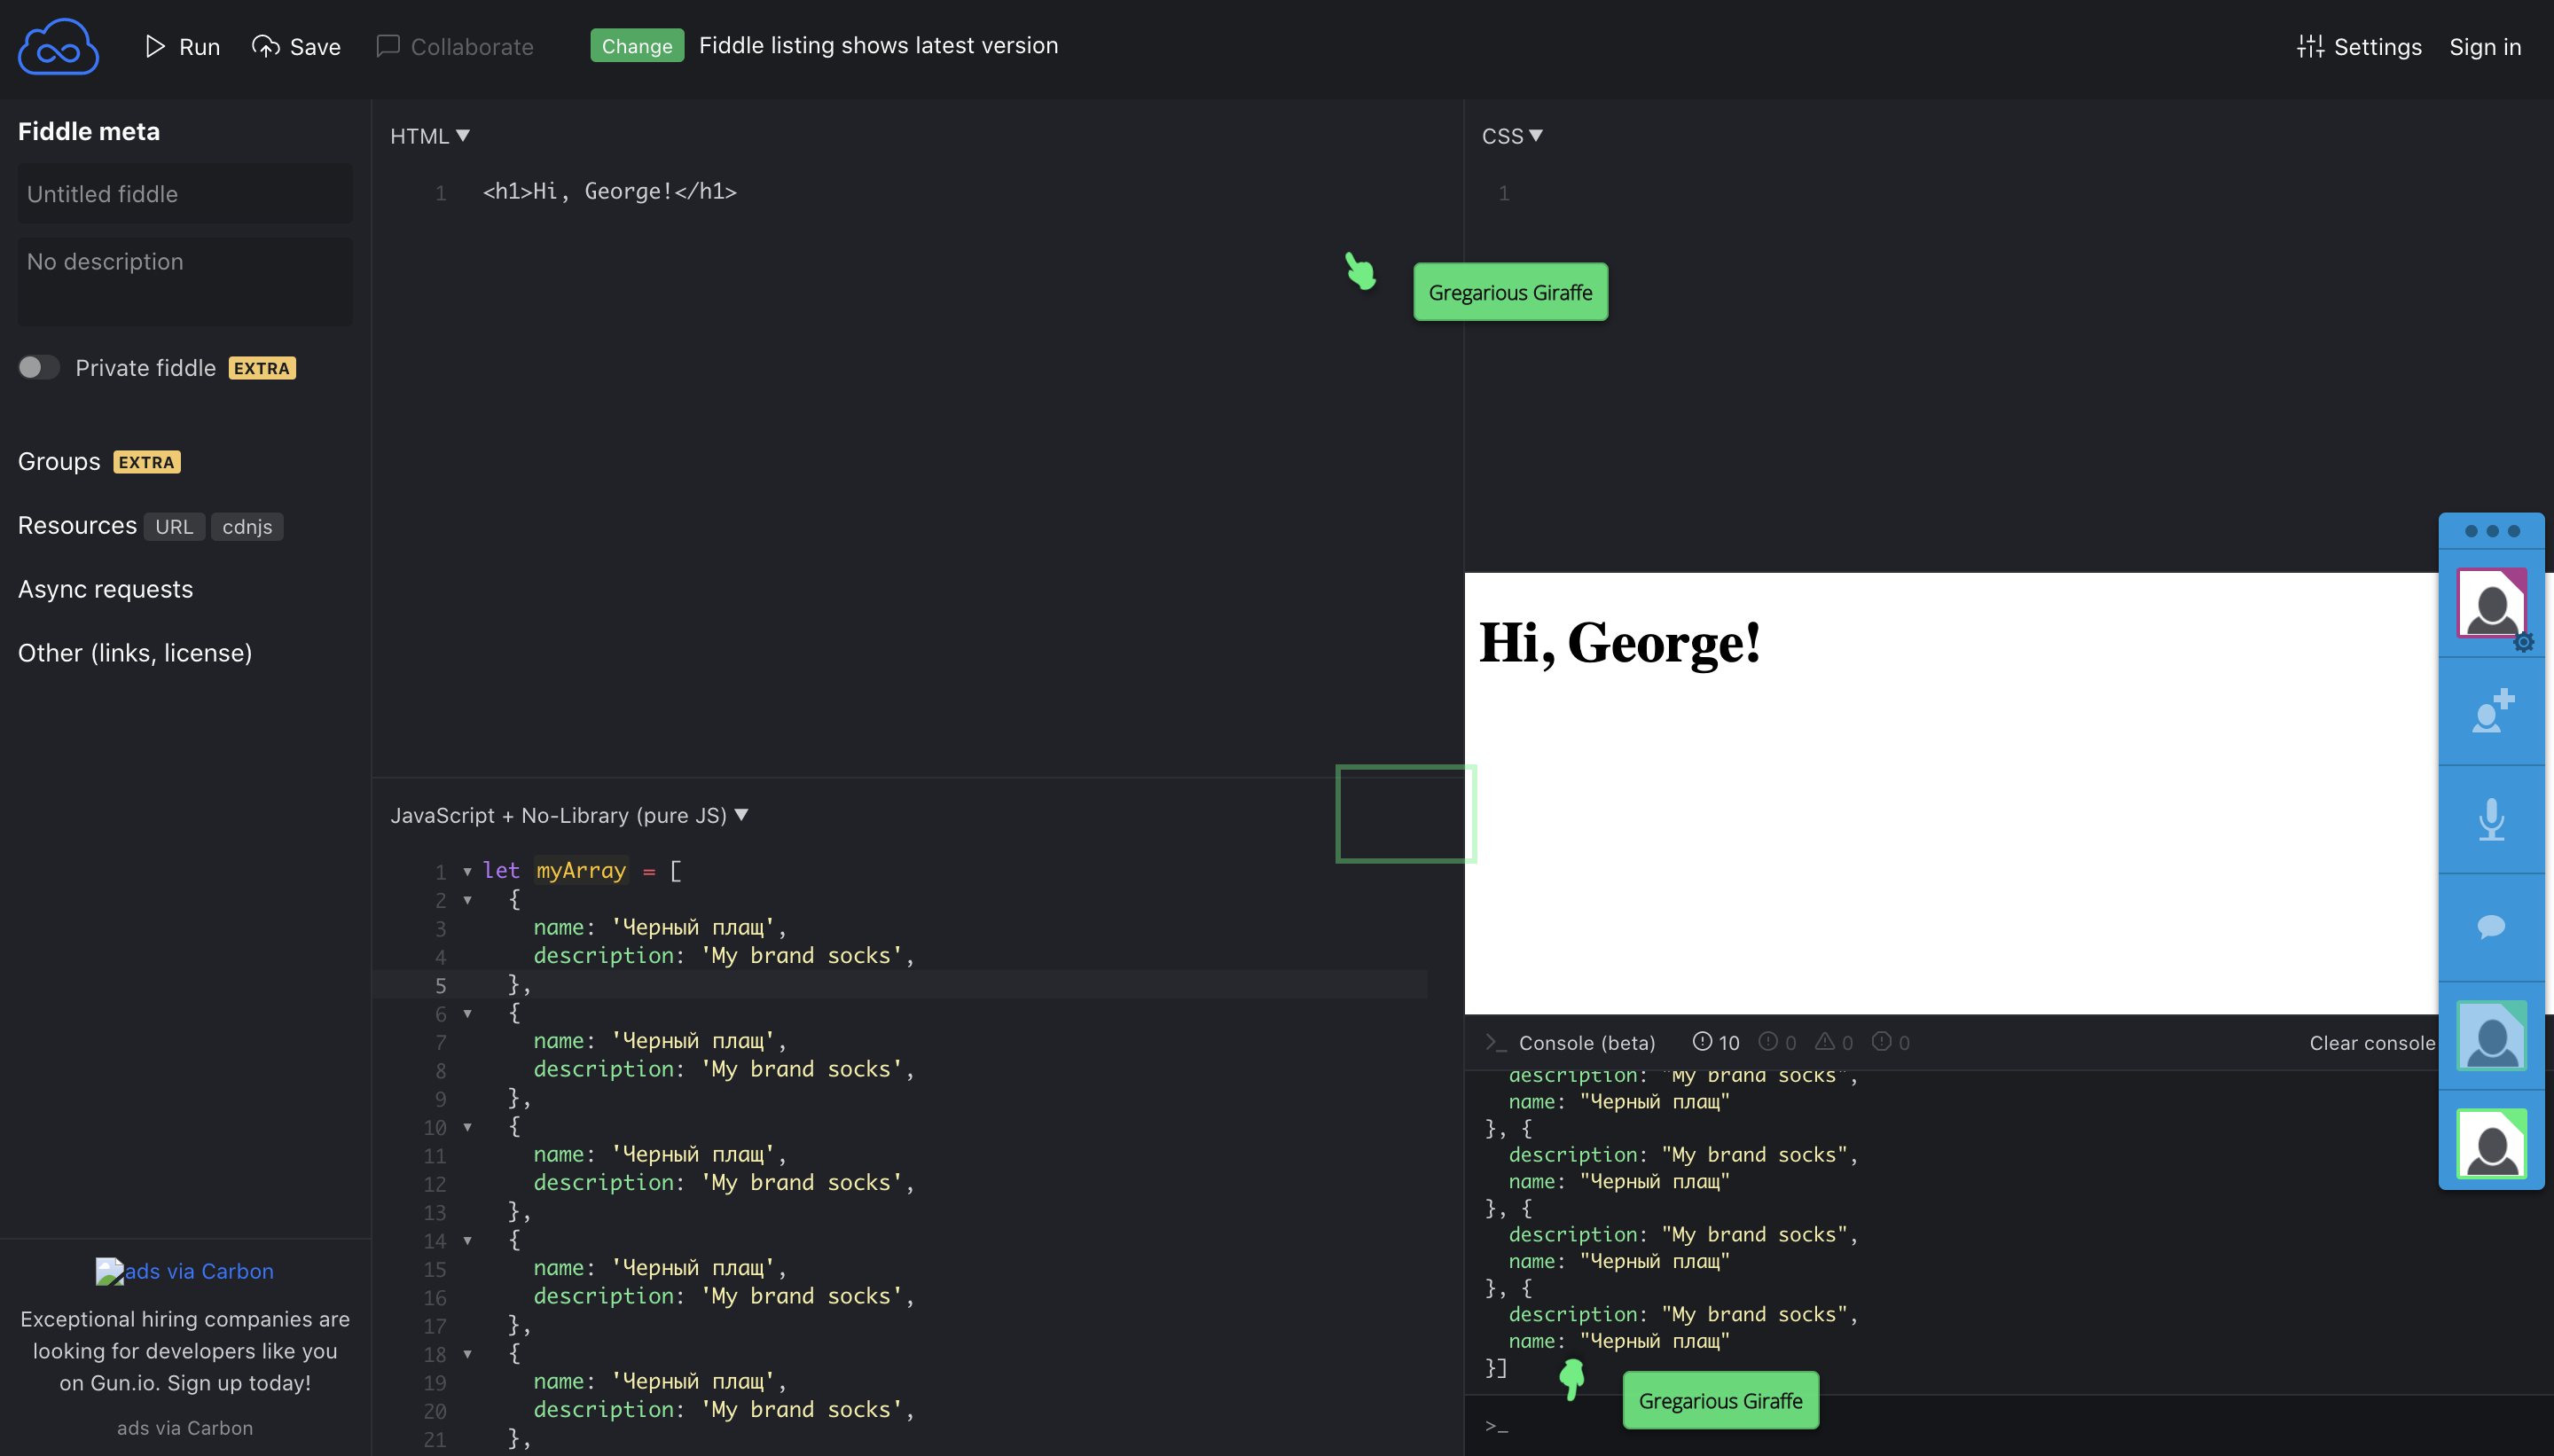 Run
Save
Collaborate
Change
Fiddle listing shows latest version
Settings
Sign in
Fiddle meta
Untitled fiddle
No description
Private fiddle EXTRA
Groups EXTRA
Resources URL cdnjs
Async requests
Other (links, license)
ads via Carbon
Exceptional hiring companies are
looking for developers like you
on Gun.io. Sign up today!
ads via Carbon
HTML
1 <h1>Hi, George!</h1>
Gregarious Giraffe
JavaScript + No-Library (pure JS)
1 let myArray = [
2 {
3 name: 'Черный плащ',
4 description: 'My brand socks',
5 },
6 {
7 name: 'Черный плащ',
8 description: 'My brand socks',
9 },
10 {
11 name: 'Черный плащ',
12 description: 'My brand socks',
13 },
14 {
15 name: 'Черный плащ',
16 description: 'My brand socks',
17 },
18 {
19 name: 'Черный плащ',
20 description: 'My brand socks',
21 },
CSS
1
Hi, George!
Console (beta) 10 0 0 0 Clear console
description: "My brand socks",
name: "Черный плащ"
}, {
description: "My brand socks",
name: "Черный плащ"
}, {
description: "My brand socks",
name: "Черный плащ"
}, {
description: "My brand socks",
name: "Черный плащ"
}]
Gregarious Giraffe
>_